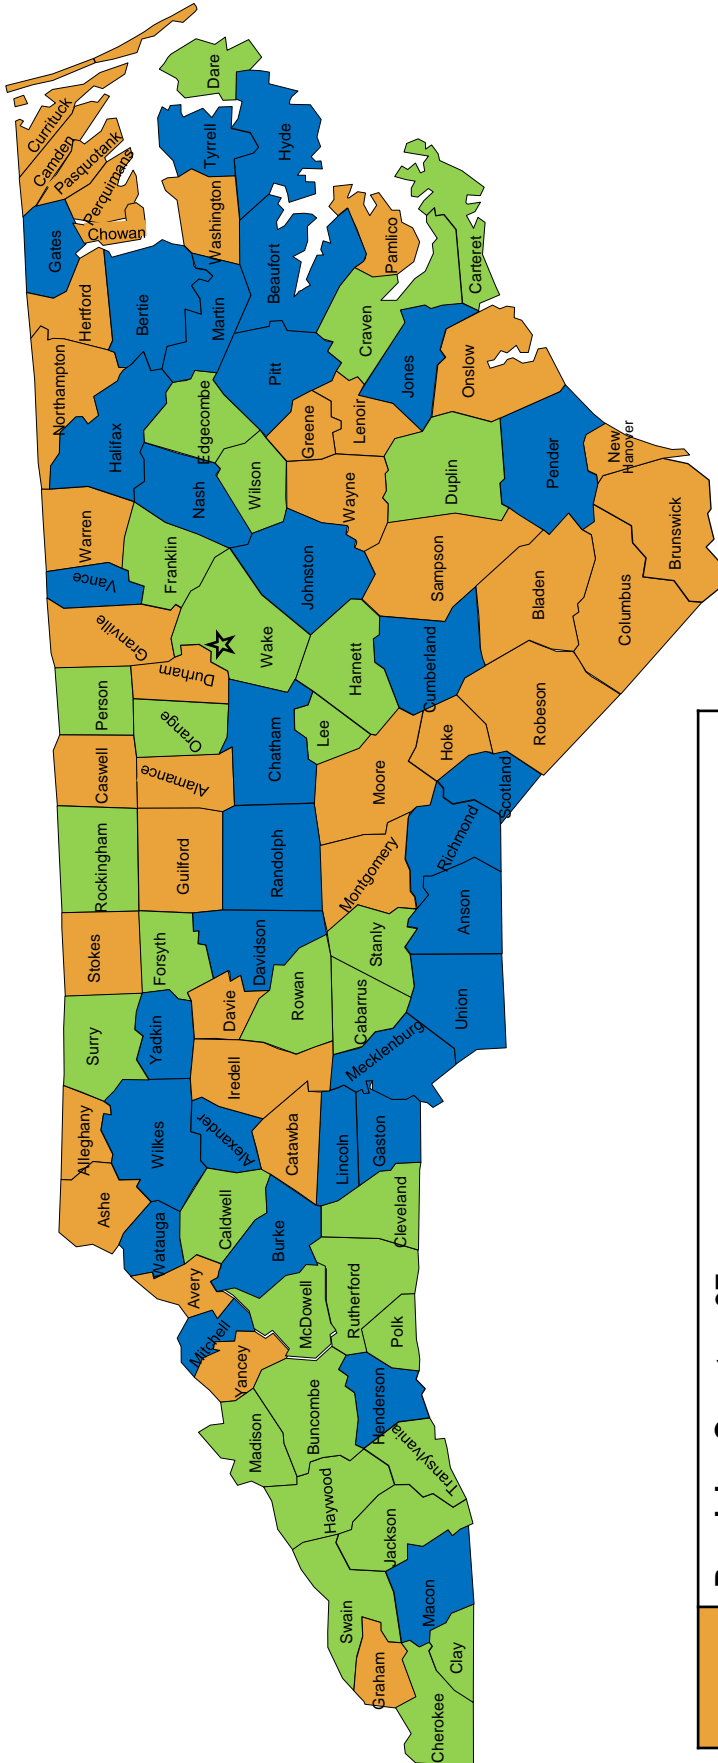 Currituck
Camden
Pasquotank
Perquimans
Chowan
Gates
Hertford
Northampton
Bertie
Halifax
Martin
Washington
Tyrrell
Dare
Hyde
Beaufort
Pamlico
Carteret
Craven
Pitt
Jones
Onslow
Lenoir
Greene
Edgecombe
Wilson
Nash
Warren
Vance
Franklin
Granville
Wayne
Duplin
Pender
New
Hanover
Brunswick
Columbus
Bladen
Sampson
Johnston
Wake
Harnett
Cumberland
Robeson
Hoke
Scotland
Durham
Person
Orange
Chatham
Lee
Moore
Caswell
Alamance
Rockingham
Guilford
Randolph
Montgomery
Richmond
Anson
Stokes
Forsyth
Davidson
Stanly
Rowan
Davie
Cabarrus
Union
Mecklenburg
Surry
Yadkin
Iredell
Alleghany
Wilkes
Alexander
Catawba
Lincoln
Gaston
Ashe
Watauga
Caldwell
Burke
Cleveland
Avery
Mitchell
Yancey
McDowell
Rutherford
Polk
Henderson
Buncombe
Madison
Transylvania
Haywood
Jackson
Swain
Macon
Graham
Clay
Cherokee